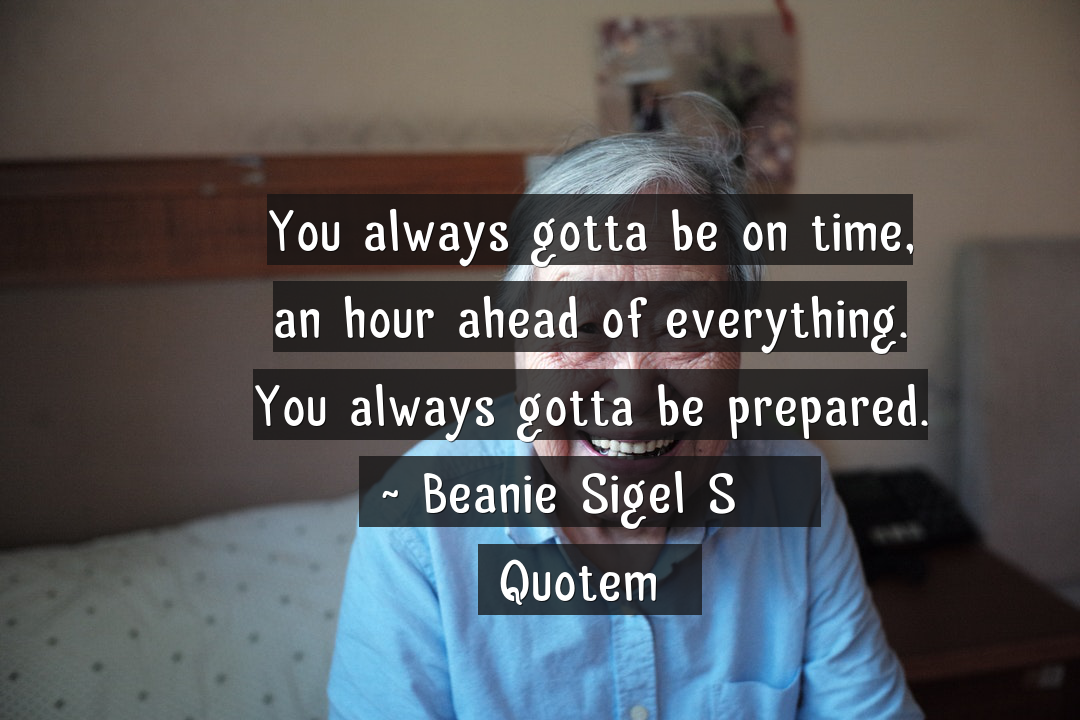 You always gotta be on time,
an hour ahead of everything.
You always gotta be prepared.
~ Beanie Sigel S
Quotem